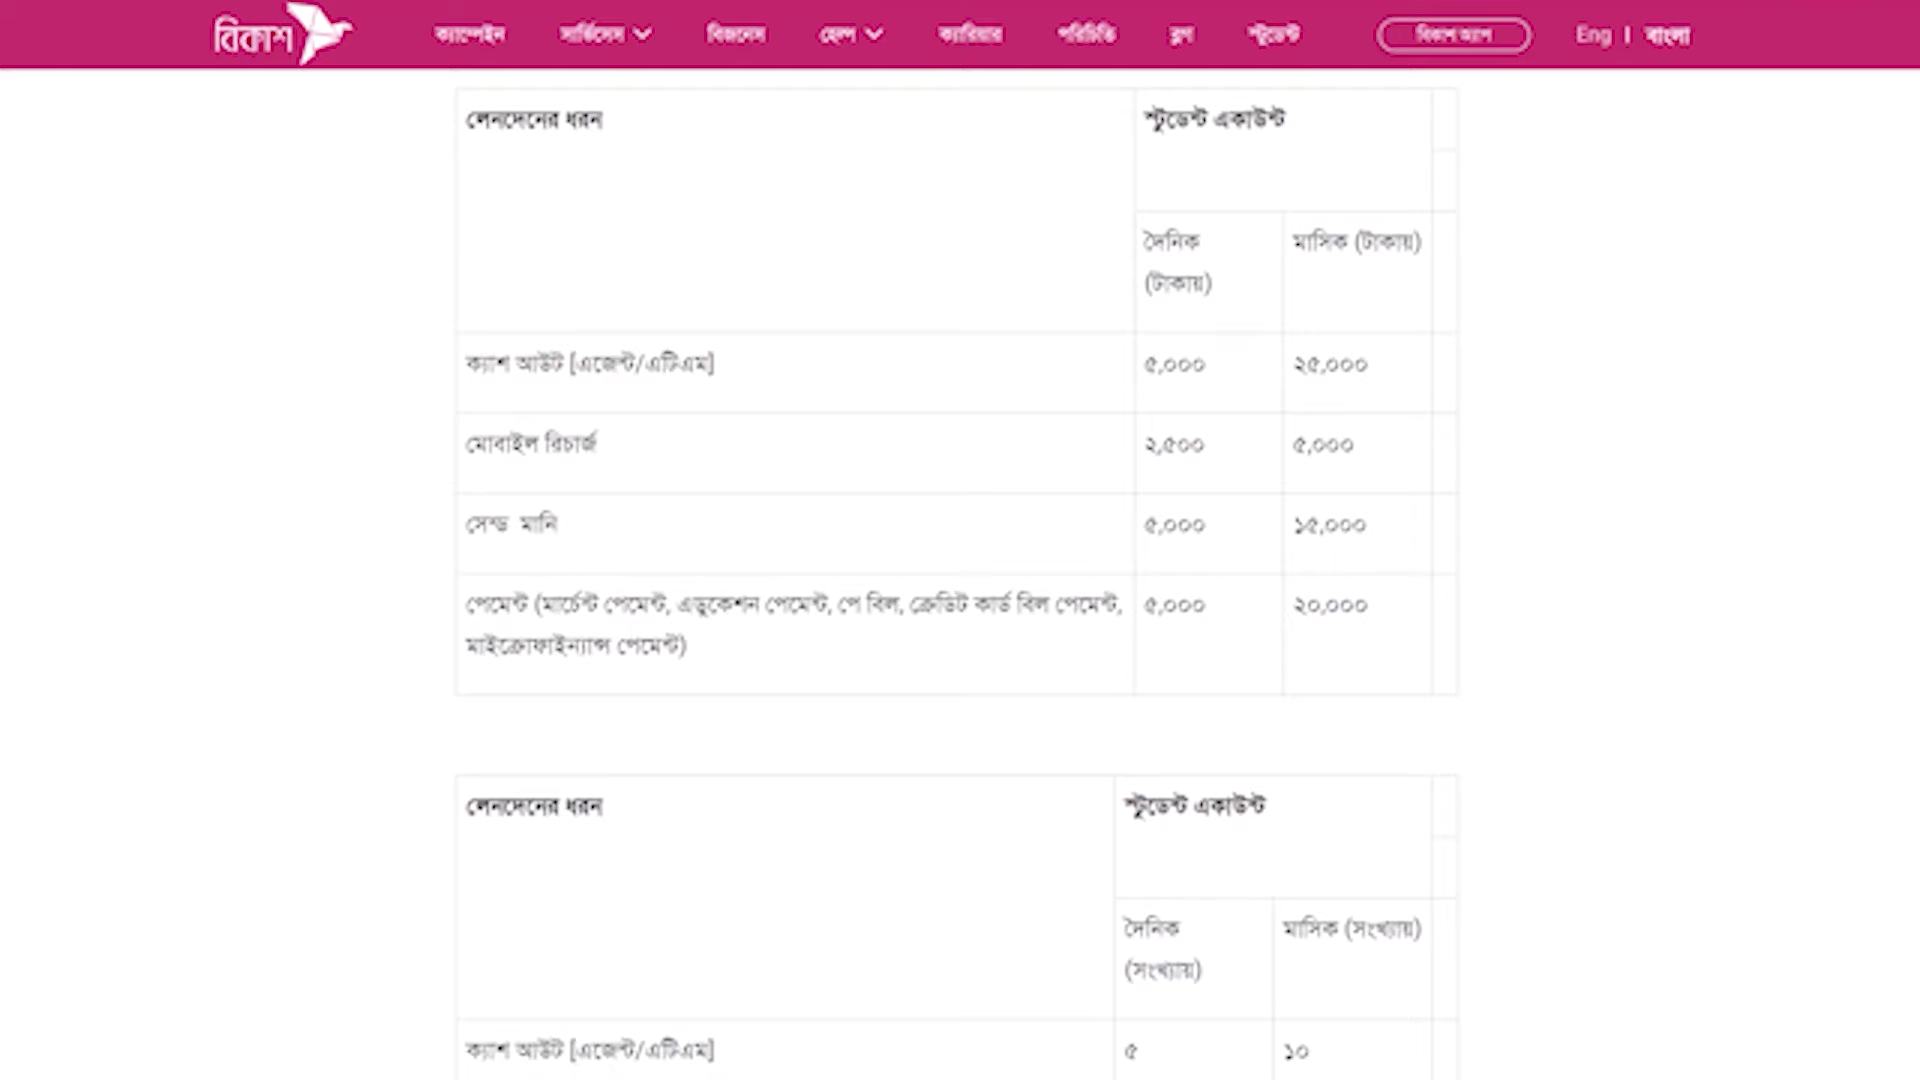 বিকাশ ক্যাম্পেইন সার্ভিসেস বিজনেস হেল্প ক্যারিয়ার পরিচিতি ব্লগ স্টুডেন্ট বিকাশ অ্যাপ Eng | বাংলা
লেনদেনের ধরন স্টুডেন্ট একাউন্ট
দৈনিক মাসিক (টাকায়)
(টাকায়)
ক্যাশ আউট [এজেন্ট/এটিএম] ৫,০০০ ২৫,০০০
মোবাইল রিচার্জ ২,৫০০ ৫,০০০
সেন্ড মানি ৫,০০০ ১৫,০০০
পেমেন্ট (মার্চেন্ট পেমেন্ট, এডুকেশন পেমেন্ট, পে বিল, ক্রেডিট কার্ড বিল পেমেন্ট, ৫,০০০ ২০,০০০
মাইক্রোফাইন্যান্স পেমেন্ট)
লেনদেনের ধরন স্টুডেন্ট একাউন্ট
দৈনিক মাসিক (সংখ্যায়)
(সংখ্যায়)
ক্যাশ আউট [এজেন্ট/এটিএম] ৫ ১০